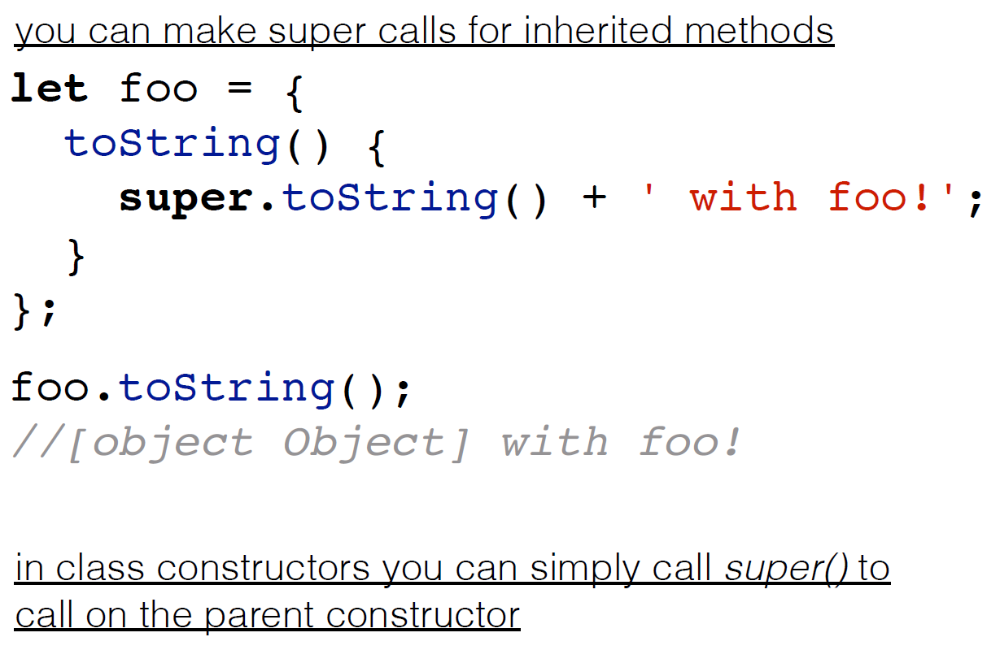 you can make super calls for inherited methods
let foo = {
  toString() {
    super.toString() + ' with foo!';
  }
};
foo.toString();
//[object Object] with foo!
in class constructors you can simply call super() to
call on the parent constructor